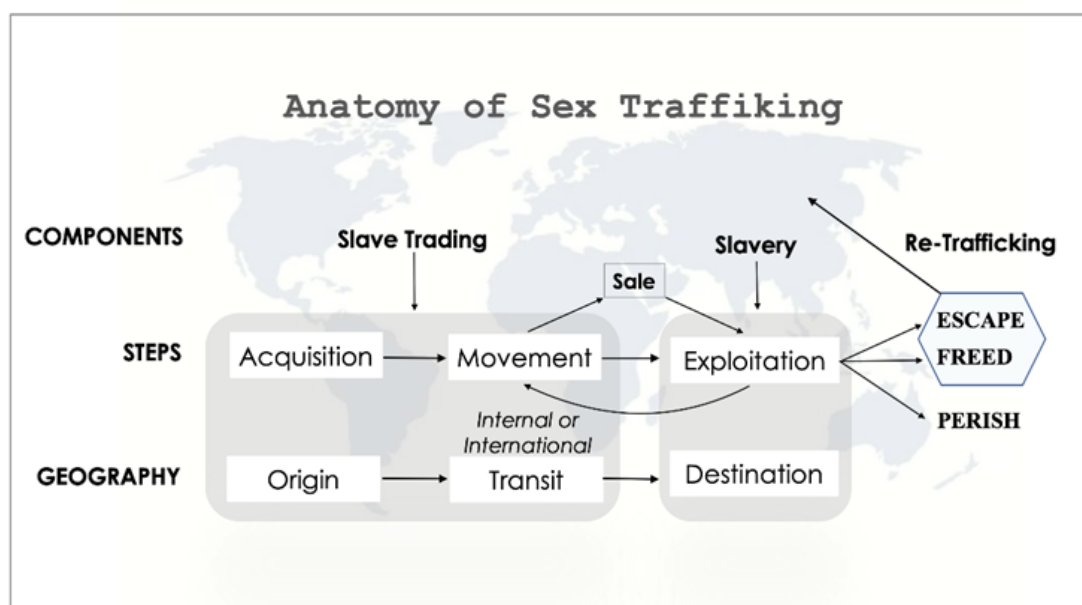 Anatomy of Sex Traffiking
COMPONENTS
Slave Trading
Sale
Slavery
Re-Trafficking
STEPS
Acquisition
Movement
Exploitation
ESCAPE
FREED
PERISH
Internal or
International
GEOGRAPHY
Origin
Transit
Destination